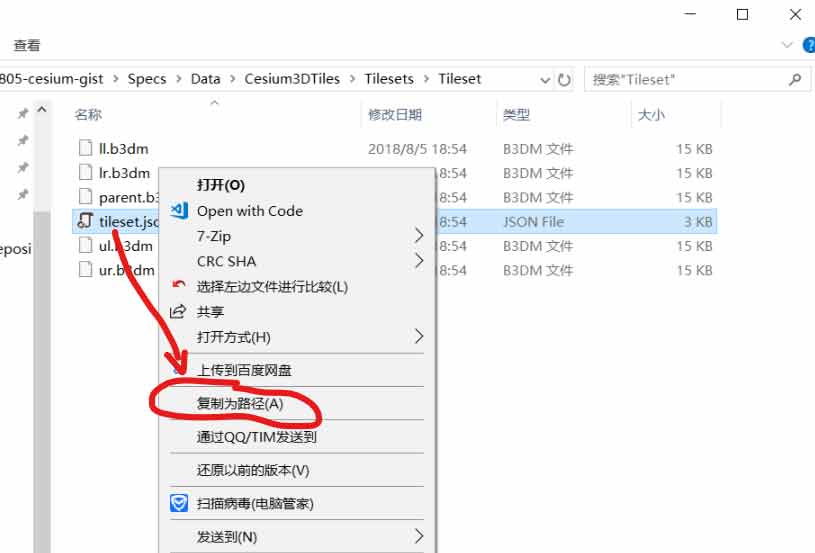 查看
805-cesium-gist > Specs > Data > Cesium3DTiles > Tilesets > Tileset
搜索"Tileset"
名称 修改日期 类型 大小
ll.b3dm 2018/8/5 18:54 B3DM 文件 15 KB
lr.b3dm 18:54 B3DM 文件 15 KB
parent.b3 18:54 B3DM 文件 15 KB
tileset.jso 18:54 JSON File 3 KB
eposi
ul.b3dm 18:54 B3DM 文件 15 KB
ur.b3dm 18:54 B3DM 文件 15 KB
打开(O)
Open with Code
7-Zip
CRC SHA
选择左边文件进行比较(L)
共享
打开方式(H)
上传到百度网盘
复制为路径(A)
通过QQ/TIM发送到
还原以前的版本(V)
扫描病毒(电脑管家)
发送到(N)